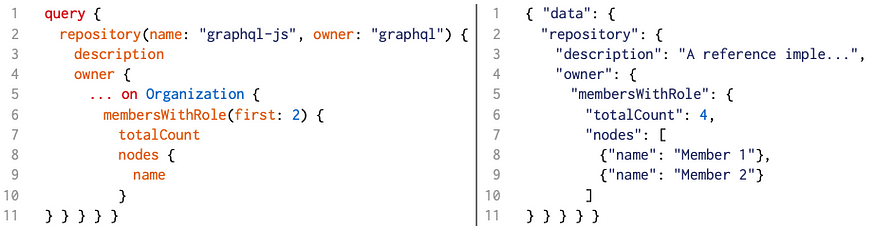 1 query {
2 repository(name: "graphql-js", owner: "graphql") {
3 description
4 owner {
5 ... on Organization {
6 membersWithRole(first: 2) {
7 totalCount
8 nodes {
9 name
10 }
11 } } } } }
1 { "data": {
2 "repository": {
3 "description": "A reference imple...",
4 "owner": {
5 "membersWithRole": {
6 "totalCount": 4,
7 "nodes": [
8 {"name": "Member 1"},
9 {"name": "Member 2"}
10 ]
11 } } } } }